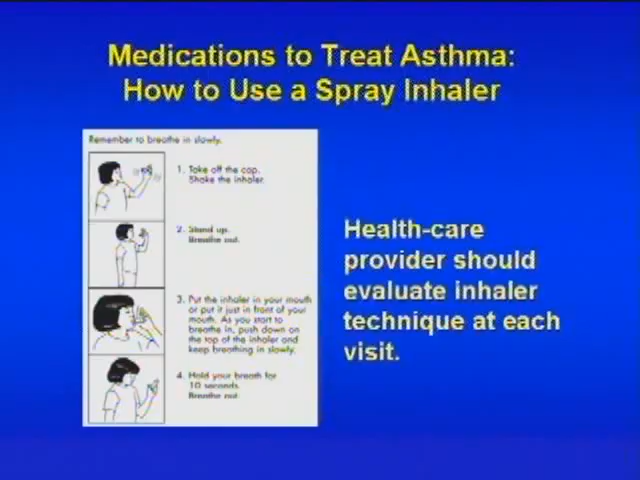 Medications to Treat Asthma:
How to Use a Spray Inhaler
Remember to breathe in slowly.
1. Take off the cap.
Shake the inhaler.
2. Stand up.
Breathe out.
3. Put the inhaler in your mouth
or put it just in front of your
mouth. As you start to
breathe in, push down on
the top of the inhaler and
keep breathing in slowly.
4. Hold your breath for
10 seconds.
Breathe out.
Health-care
provider should
evaluate inhaler
technique at each
visit.